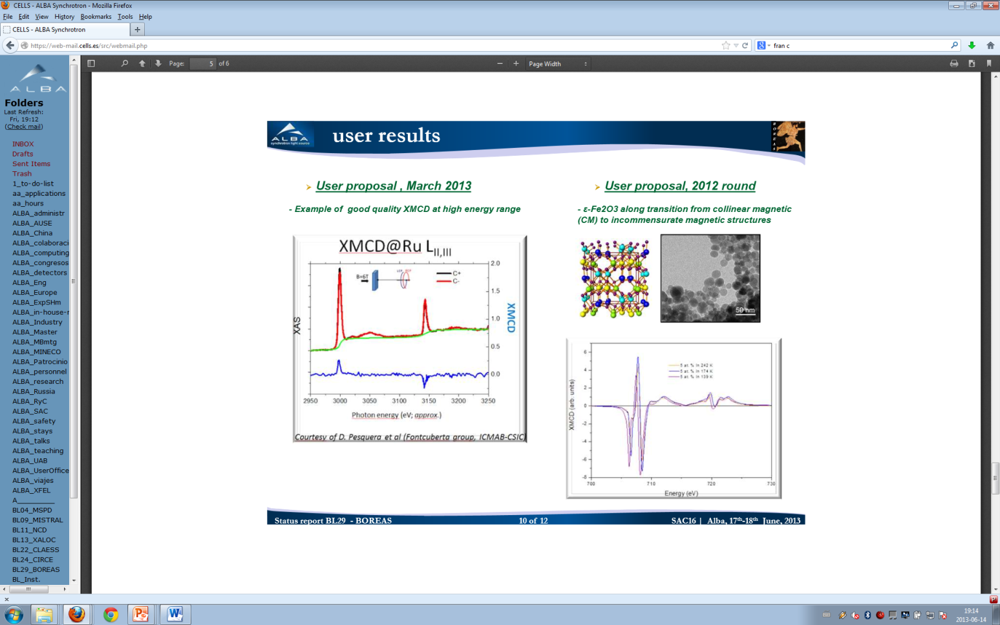 CELLS - ALBA Synchrotron - Mozilla Firefox
File Edit View History Bookmarks Tools Help
CELLS - ALBA Synchrotron
https://web-mail.cells.es/src/webmail.php
fran c
Page: 5 of 6
Page Width
ALBA
Folders
Last Refresh:
Fri, 19:12
(Check mail)
INBOX
Drafts
Sent Items
Trash
1_to-do-list
aa_applications
aa_hours
ALBA_administr
ALBA_AUSE
ALBA_China
ALBA_colaboraci
ALBA_computing
ALBA_congresos
ALBA_detectors
ALBA_Eng
ALBA_Europe
ALBA_ExpSHm
ALBA_in-house-r
ALBA_Industry
ALBA_Master
ALBA_MBmtg
ALBA_MINECO
ALBA_Patrocinio
ALBA_personnel
ALBA_research
ALBA_Russia
ALBA_RyC
ALBA_SAC
ALBA_safety
ALBA_stays
ALBA_talks
ALBA_teaching
ALBA_UAB
ALBA_UserOffice
ALBA_viajes
ALBA_XFEL
A__________
BL04_MSPD
BL09_MISTRAL
BL11_NCD
BL13_XALOC
BL22_CLAESS
BL24_CIRCE
BL29_BOREAS
BL_Inst.
ALBA
synchrotron light source
user results
BOREAS
User proposal , March 2013
- Example of good quality XMCD at high energy range
XMCD@Ru LII,III
B=6T
C+
C-
XAS
XMCD
2.0
1.5
1.0
0.5
0.0
2950 3000 3050 3100 3150 3200 3250
Photon energy (eV; approx.)
Courtesy of D. Pesquera et al (Fontcuberta group, ICMAB-CSIC)
User proposal, 2012 round
- ε-Fe2O3 along transition from collinear magnetic
(CM) to incommensurate magnetic structures
50 nm
5 at. % In 242 K
5 at. % In 174 K
5 at. % In 139 K
XMCD (arb. units)
6
4
2
0
-2
-4
-6
-8
700 710 720 730
Energy (eV)
Status report BL29 - BOREAS
10 of 12
SAC16 | Alba, 17th-18th June, 2013
19:14
2013-06-14